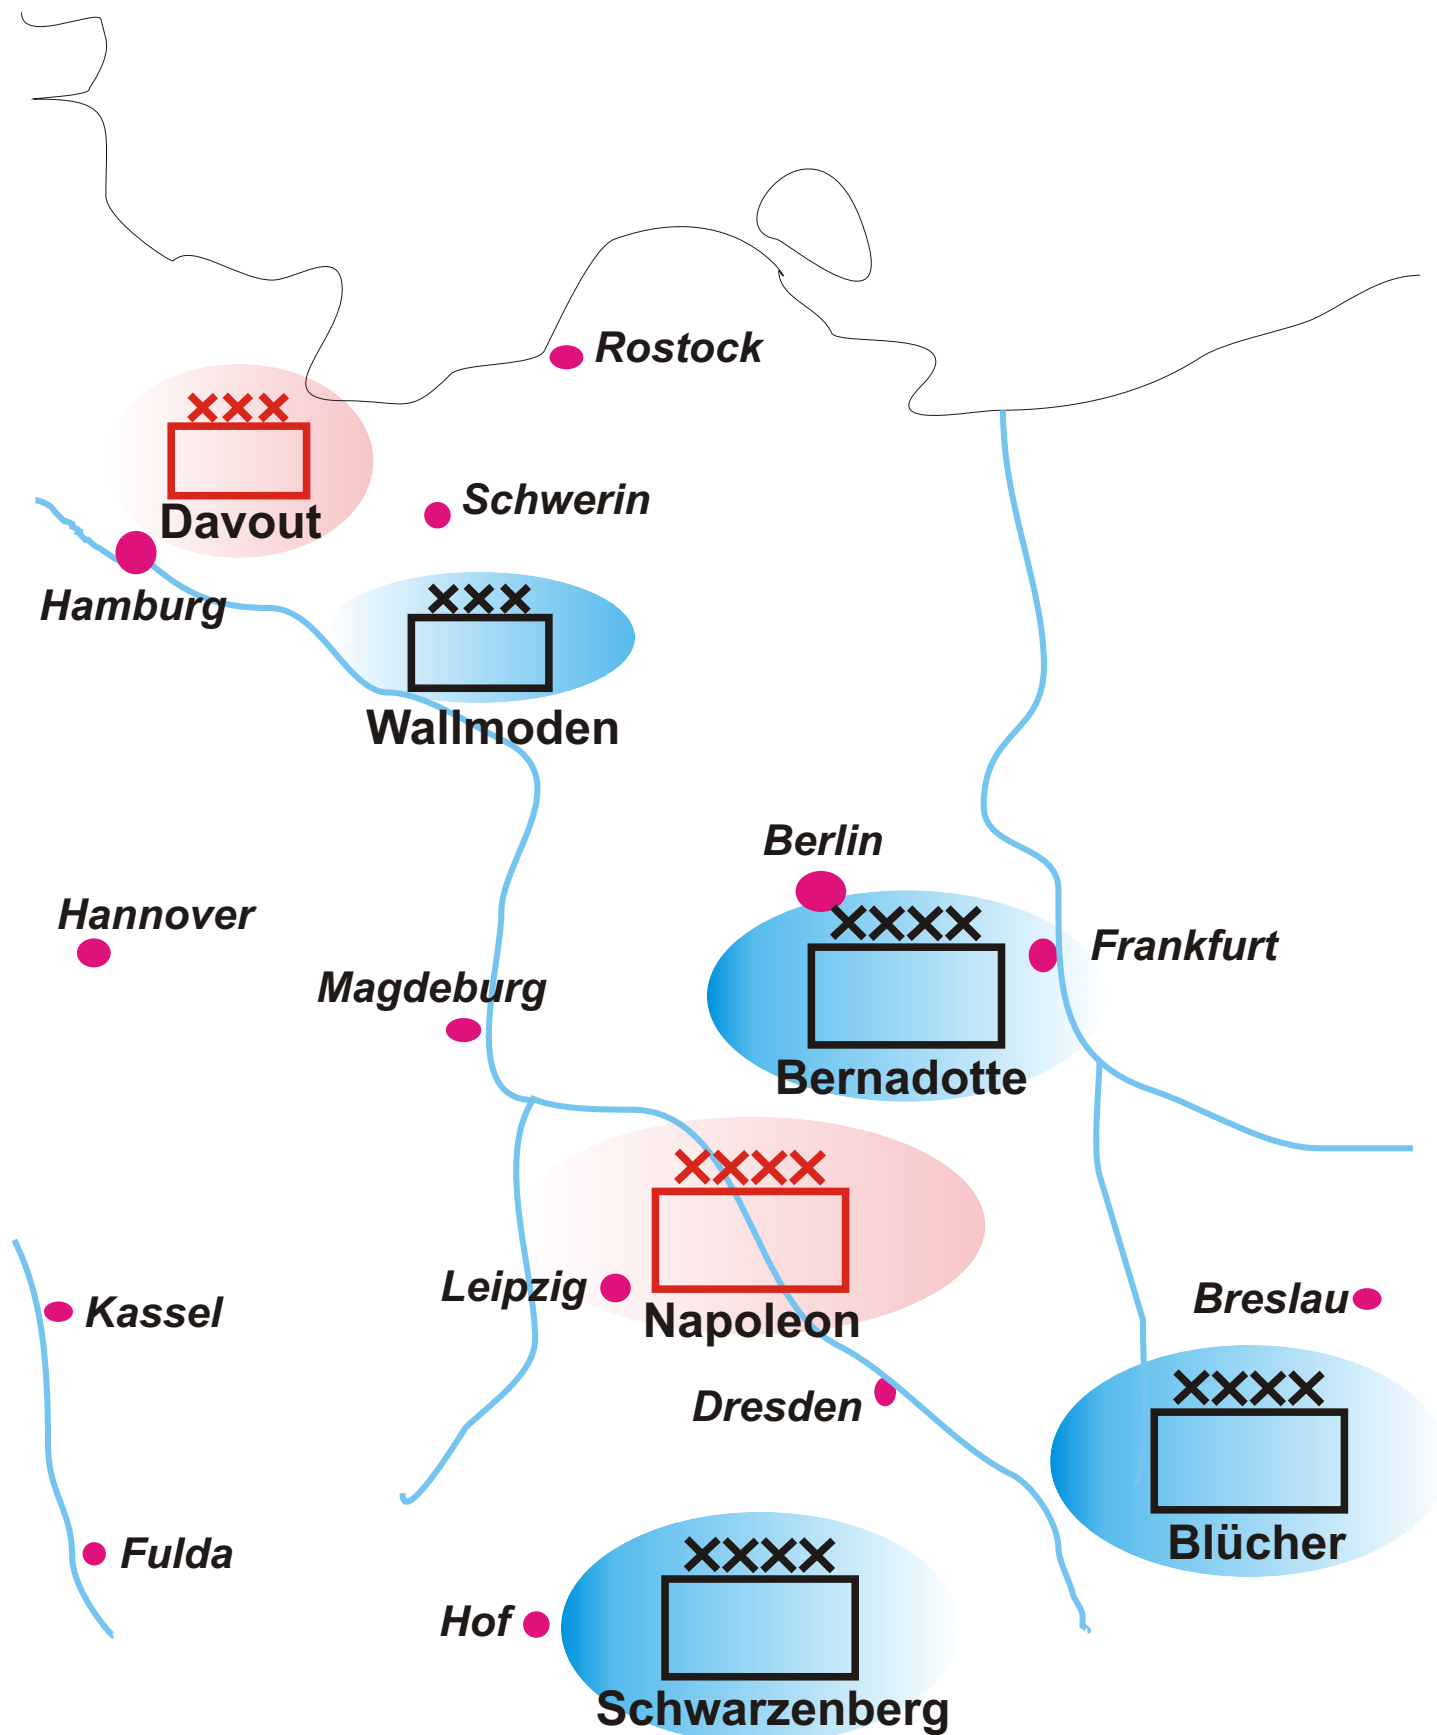 Rostock
Schwerin
Davout
Hamburg
Wallmoden
Berlin
Hannover
Frankfurt
Magdeburg
Bernadotte
Leipzig
Napoleon
Kassel
Breslau
Dresden
Blücher
Fulda
Hof
Schwarzenberg